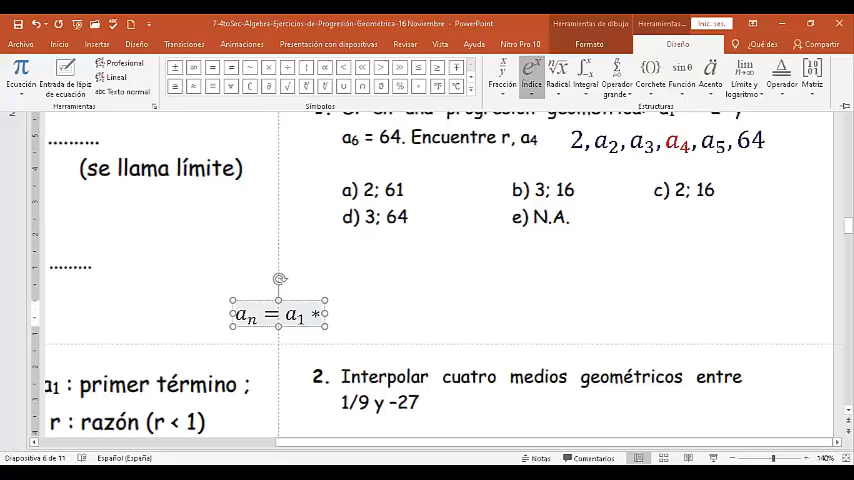 7-4toSec-Algebra-Ejercicios-de-Progresión-Geométrica-16 Noviembre - PowerPoint
Herramientas de dibujo
Herramientas...
Inic. ses.
Archivo Inicio Insertar Diseño Transiciones Animaciones Presentación con diapositivas Revisar Vista Ayuda Nitro Pro 10 Formato Diseño ¿Qué des Compartir
Ecuación
Entrada de lápiz de ecuación
Profesional
Lineal
abc Texto normal
± ∞ = ≠ ~ × ÷ ! ∝ < ≪ > ≫ ≤ ≥ ∓
Fracción Índice Radical Integral Operador grande Corchete Función Acento Límite y logaritmo Operador Matriz
Herramientas Símbolos Estructuras
..........
(se llama límite)
.........
a₆ = 64. Encuentre r, a₄
2, a₂, a₃, a₄, a₅, 64
a) 2; 61 b) 3; 16 c) 2; 16
d) 3; 64 e) N.A.
aₙ = a₁ ∗
a₁ : primer término ;
r : razón (r < 1)
2. Interpolar cuatro medios geométricos entre
1/9 y –27
Diapositiva 6 de 11 Español (España) Notas Comentarios 140%